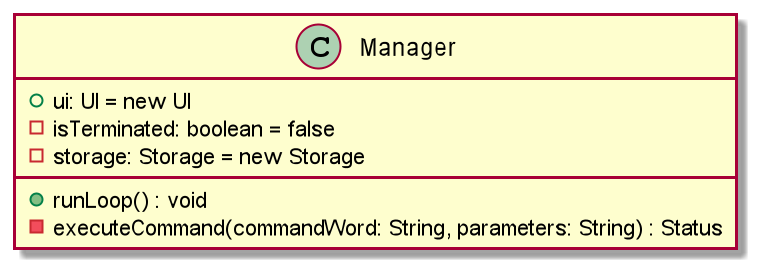 C Manager
ui: UI = new UI
isTerminated: boolean = false
storage: Storage = new Storage
runLoop() : void
executeCommand(commandWord: String, parameters: String) : Status